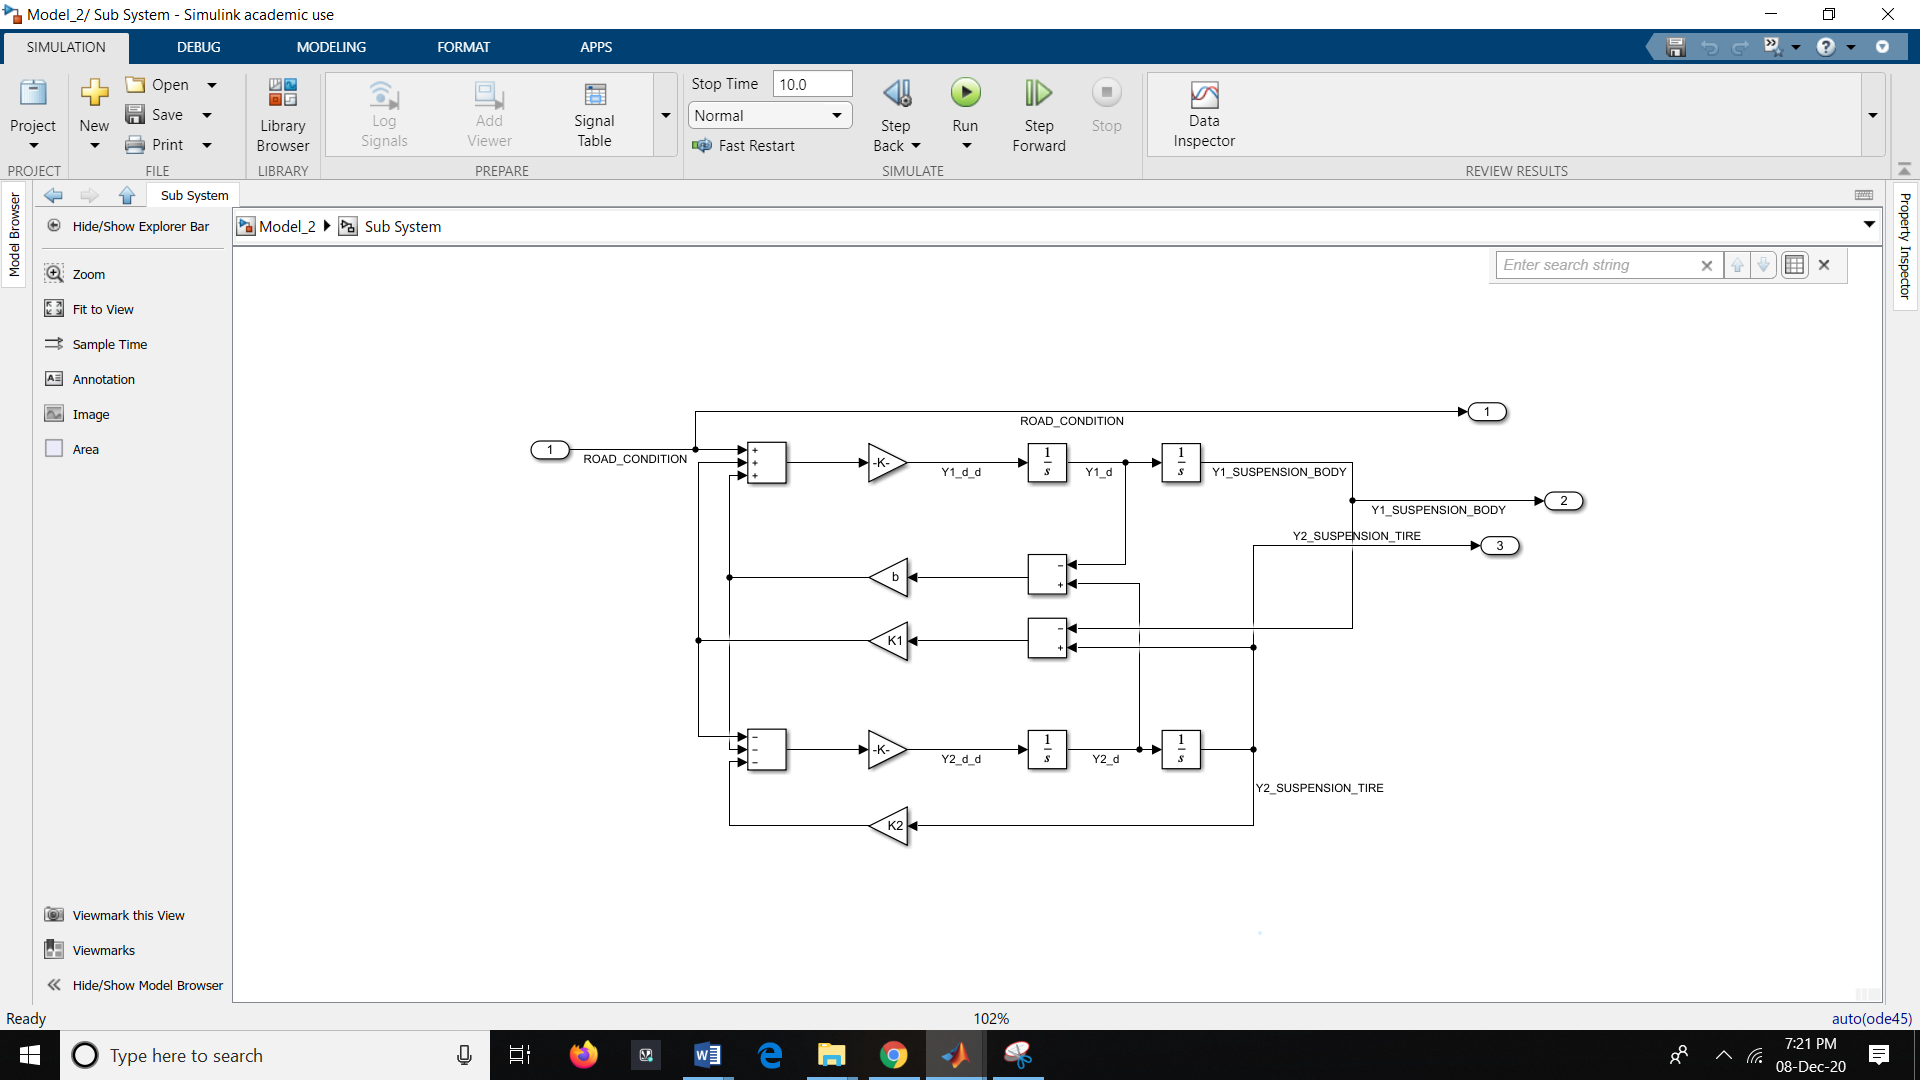 Model_2/ Sub System - Simulink academic use
SIMULATION DEBUG MODELING FORMAT APPS
Project
PROJECT
New
Open
Save
Print
FILE
Library
Browser
LIBRARY
Log
Signals
Add
Viewer
Signal
Table
PREPARE
Stop Time 10.0
Normal
Fast Restart
Step
Back
Run
Step
Forward
Stop
SIMULATE
Data
Inspector
REVIEW RESULTS
Model Browser
Sub System
Property Inspector
Hide/Show Explorer Bar
Model_2 Sub System
Zoom
Fit to View
Sample Time
Annotation
Image
Area
Enter search string
1
ROAD_CONDITION
ROAD_CONDITION
1
+
+
+
-K-
Y1_d_d
1
s
Y1_d
1
s
Y1_SUSPENSION_BODY
Y1_SUSPENSION_BODY
2
Y2_SUSPENSION_TIRE
3
b
−
+
K1
−
+
−
−
−
-K-
Y2_d_d
1
s
Y2_d
1
s
Y2_SUSPENSION_TIRE
K2
Viewmark this View
Viewmarks
Hide/Show Model Browser
Ready 102% auto(ode45)
Type here to search
7:21 PM
08-Dec-20